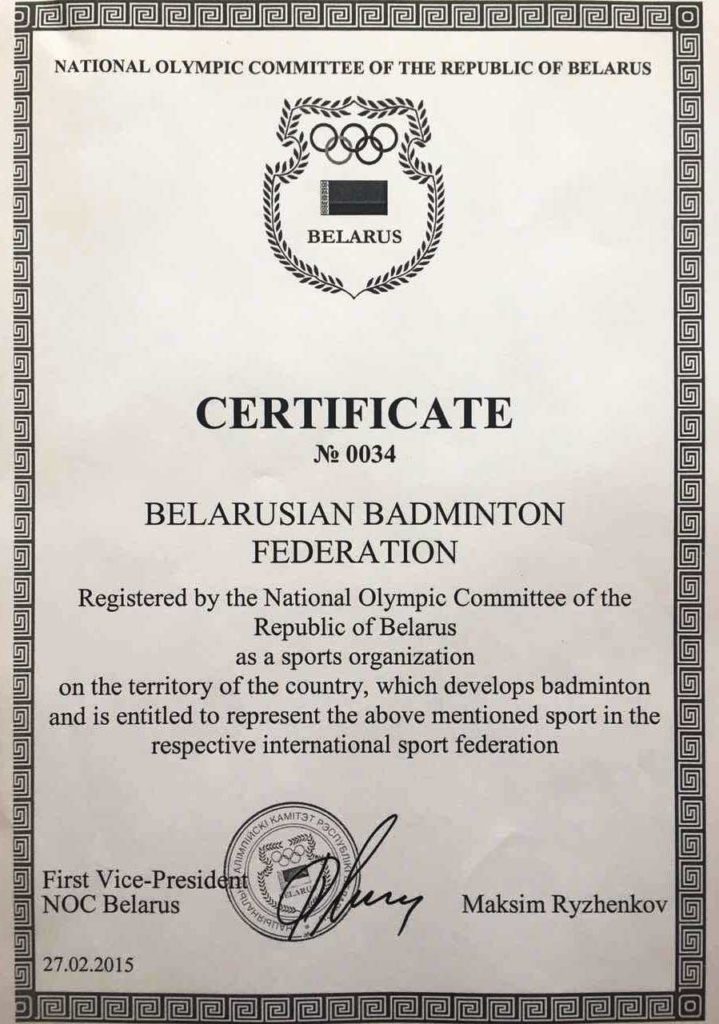 NATIONAL OLYMPIC COMMITTEE OF THE REPUBLIC OF BELARUS
BELARUS
CERTIFICATE
№ 0034
BELARUSIAN BADMINTON
FEDERATION
Registered by the National Olympic Committee of the
Republic of Belarus
as a sports organization
on the territory of the country, which develops badminton
and is entitled to represent the above mentioned sport in the
respective international sport federation
КАМІТЭТ
BELARUS
First Vice-President
NOC Belarus
Maksim Ryzhenkov
27.02.2015